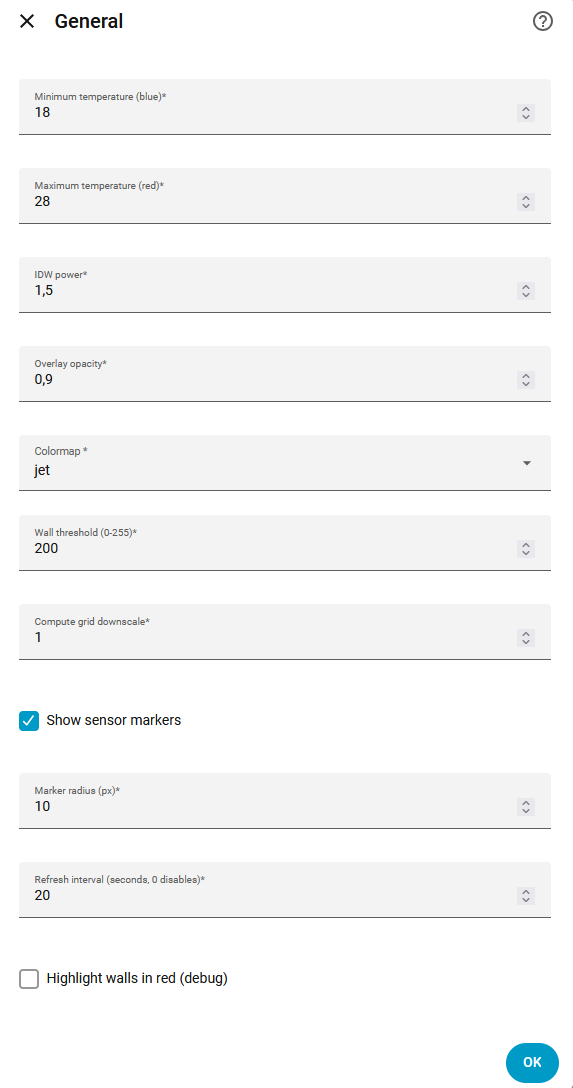 General
Minimum temperature (blue)*
18
Maximum temperature (red)*
28
IDW power*
1,5
Overlay opacity*
0,9
Colormap *
jet
Wall threshold (0-255)*
200
Compute grid downscale*
1
Show sensor markers
Marker radius (px)*
10
Refresh interval (seconds, 0 disables)*
20
Highlight walls in red (debug)
OK